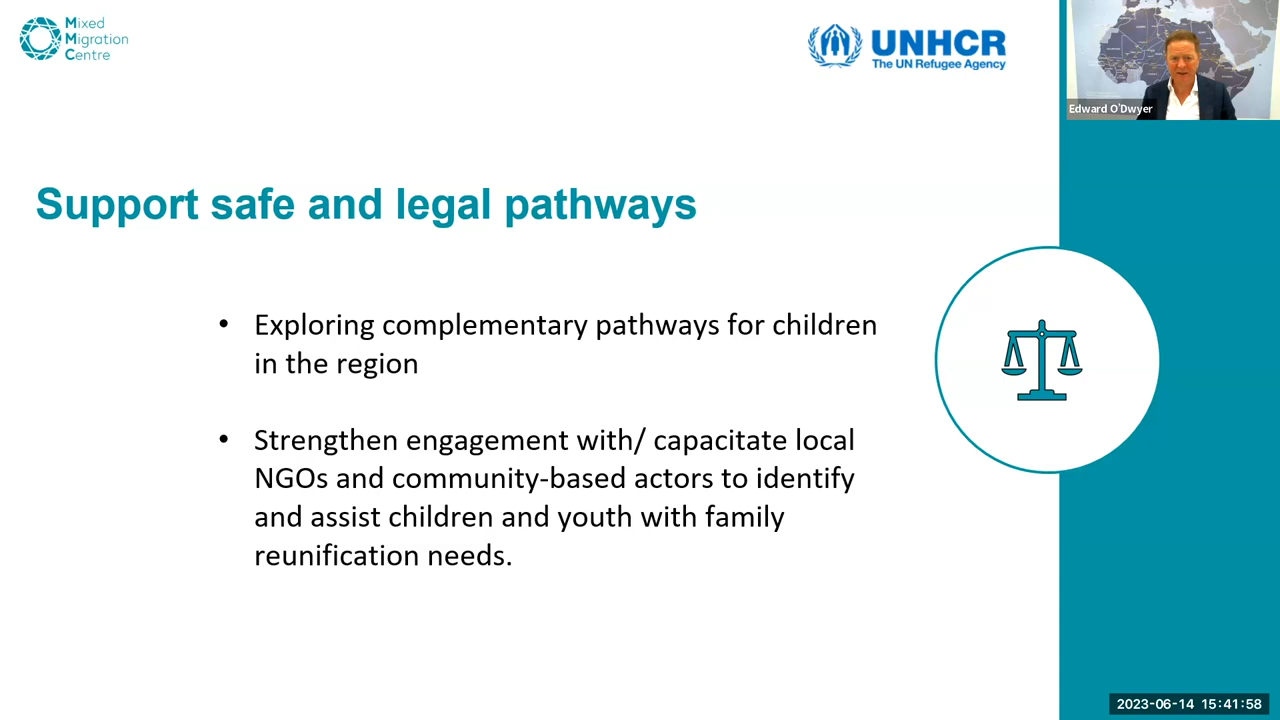 Mixed
Migration
Centre
UNHCR
The UN Refugee Agency
Edward O'Dwyer
Support safe and legal pathways
• Exploring complementary pathways for children
in the region
• Strengthen engagement with/ capacitate local
NGOs and community-based actors to identify
and assist children and youth with family
reunification needs.
2023-06-14 15:41:58